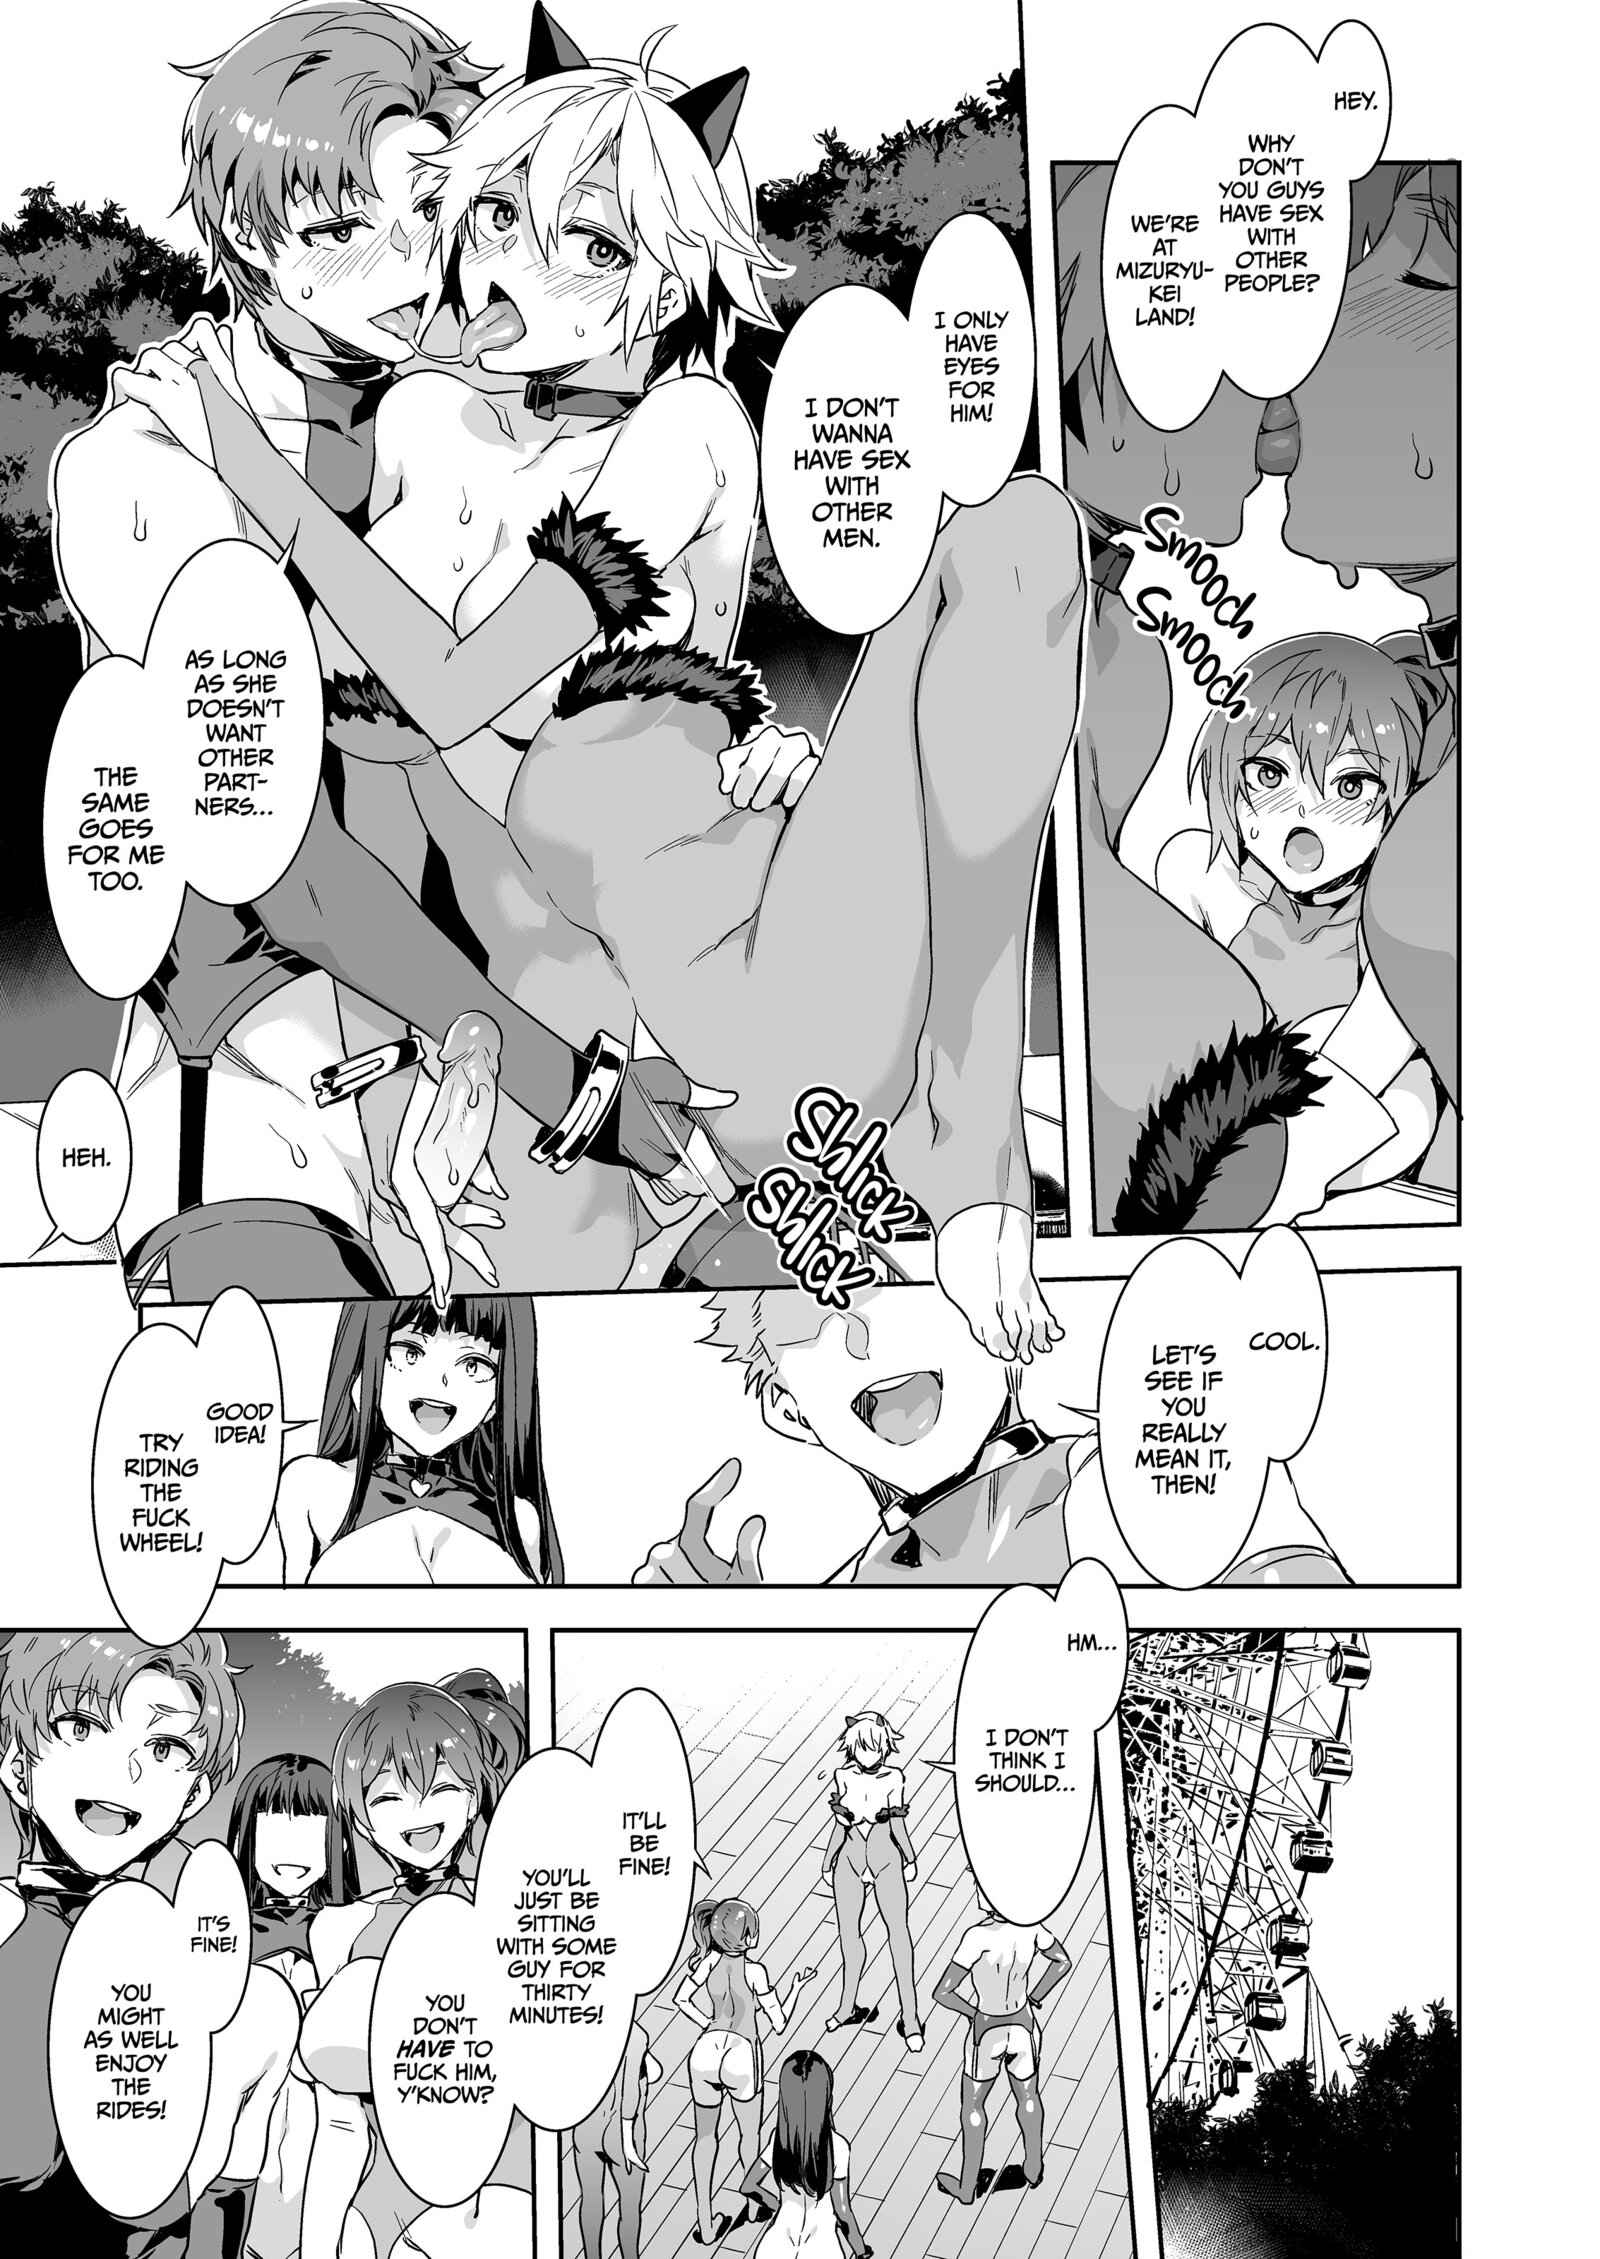 HEY.
WHY
DON'T
YOU GUYS
HAVE SEX
WITH
OTHER
PEOPLE?
WE'RE
AT
MIZURYU-
KEI
LAND!
SMOOCH
SMOOCH
I ONLY
HAVE
EYES
FOR
HIM!
I DON'T
WANNA
HAVE SEX
WITH
OTHER
MEN.
AS LONG
AS SHE
DOESN'T
WANT
OTHER
PART-
NERS...
THE
SAME
GOES
FOR ME
TOO.
SHLICK
SHLICK
HEH.
COOL.
LET'S
SEE IF
YOU
REALLY
MEAN IT,
THEN!
GOOD
IDEA!
TRY
RIDING
THE
FUCK
WHEEL!
HM...
I DON'T
THINK I
SHOULD...
IT'LL
BE
FINE!
YOU'LL
JUST BE
SITTING
WITH SOME
GUY FOR
THIRTY
MINUTES!
YOU
DON'T
HAVE TO
FUCK HIM,
Y'KNOW?
IT'S
FINE!
YOU
MIGHT
AS WELL
ENJOY
THE
RIDES!